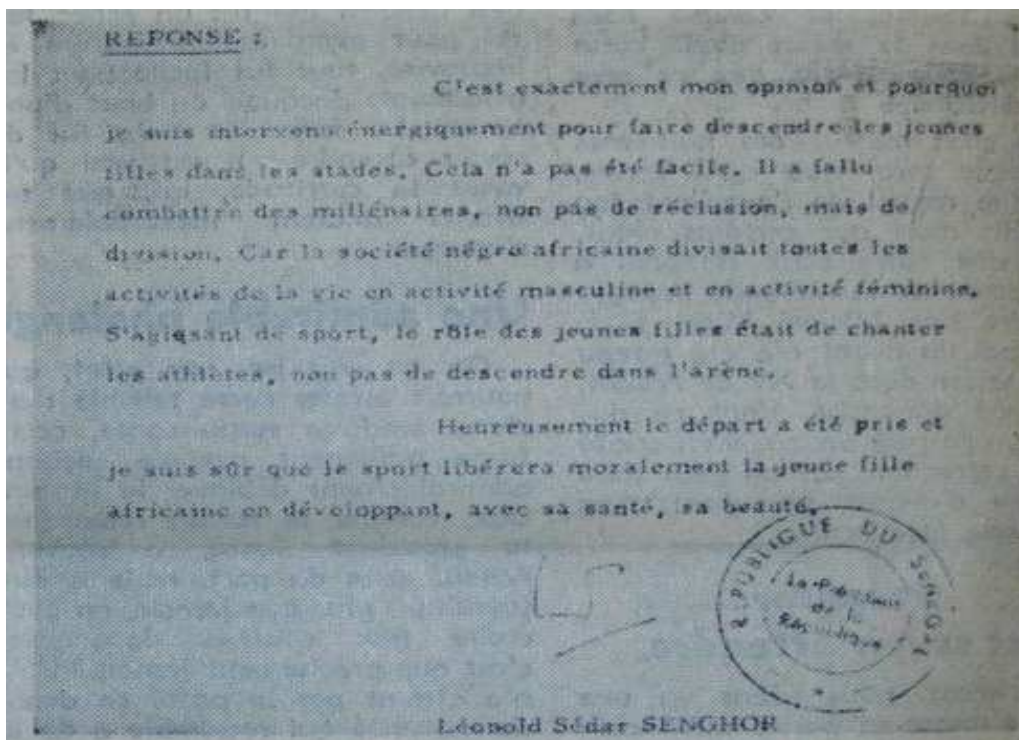 REPONSE :
C'est exactement mon opinion et pourquoi
je suis intervenu énergiquement pour faire descendre les jeunes
filles dans les stades. Cela n'a pas été facile. Il a fallu
combattre des millénaires, non pas de réclusion, mais de
division. Car la société négro africaine divisait toutes les
activités de la vie en activité masculine et en activité féminine.
S'agissant de sport, le rôle des jeunes filles était de chanter
les athlètes, non pas de descendre dans l'arène.
Heureusement le départ a été pris et
je suis sûr que le sport libérera moralement la jeune fille
africaine en développant, avec sa santé, sa beauté.
REPUBLIQUE DU SENEGAL
Le Président
de la
République
Léopold Sédar SENGHOR